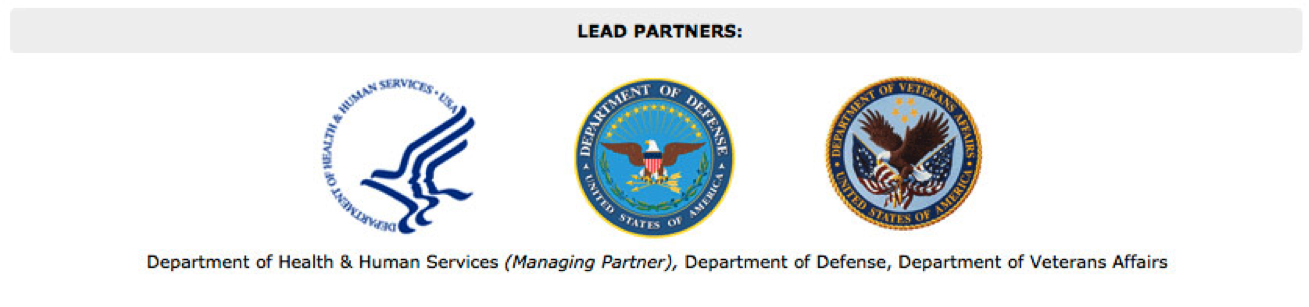 LEAD PARTNERS:
DEPARTMENT OF HEALTH & HUMAN SERVICES • USA
DEPARTMENT OF DEFENSE
UNITED STATES OF AMERICA
DEPARTMENT OF VETERANS AFFAIRS
UNITED STATES OF AMERICA
Department of Health & Human Services (Managing Partner), Department of Defense, Department of Veterans Affairs